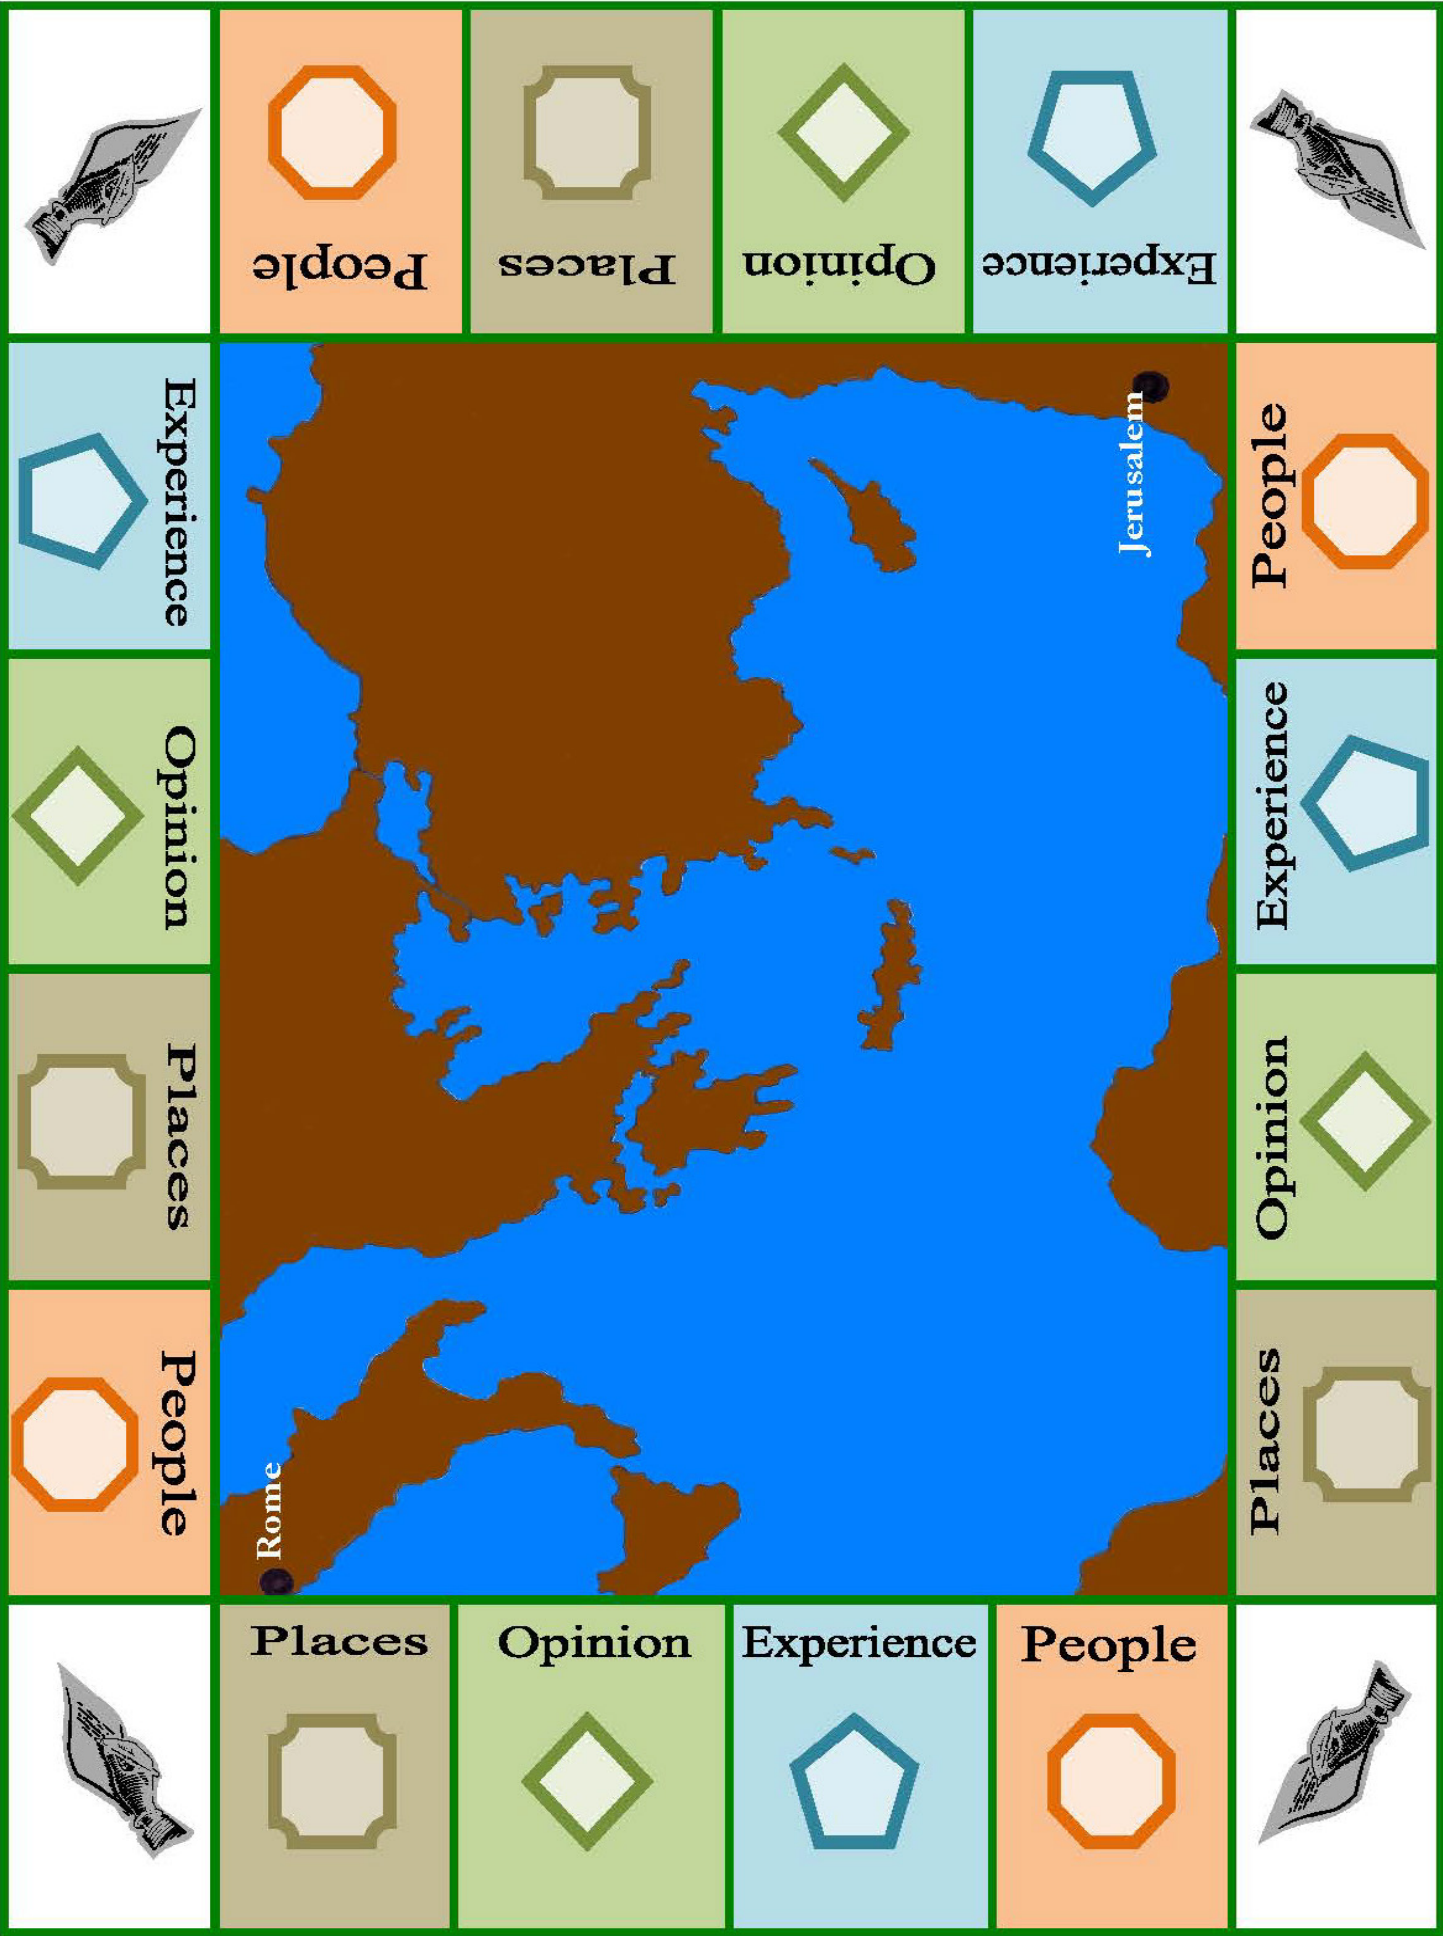 People
Places
Opinion
Experience
Experience
Opinion
Places
People
Jerusalem
Rome
People
Experience
Opinion
Places
Places
Opinion
Experience
People